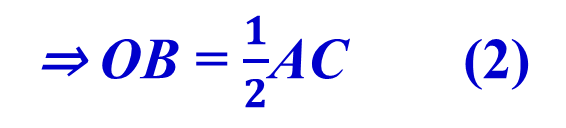 ⇒ OB = 1/2 AC (2)